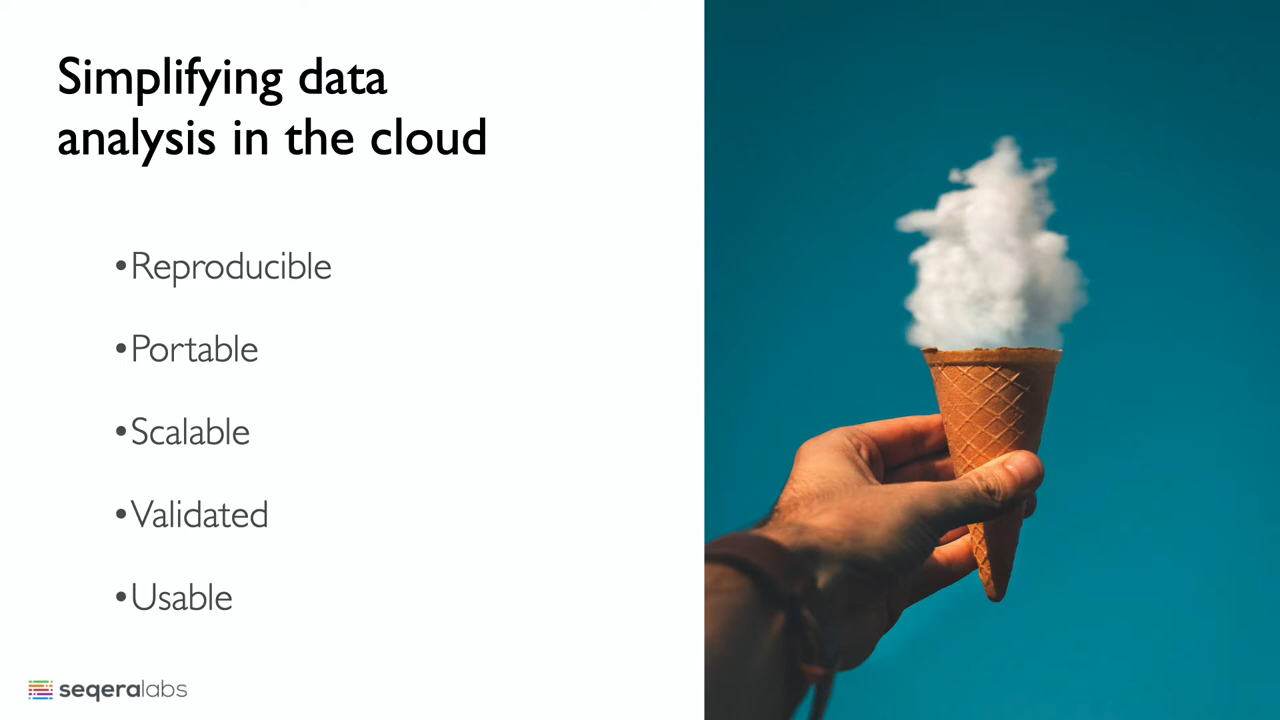 Simplifying data
analysis in the cloud
•Reproducible
•Portable
•Scalable
•Validated
•Usable
seqeralabs